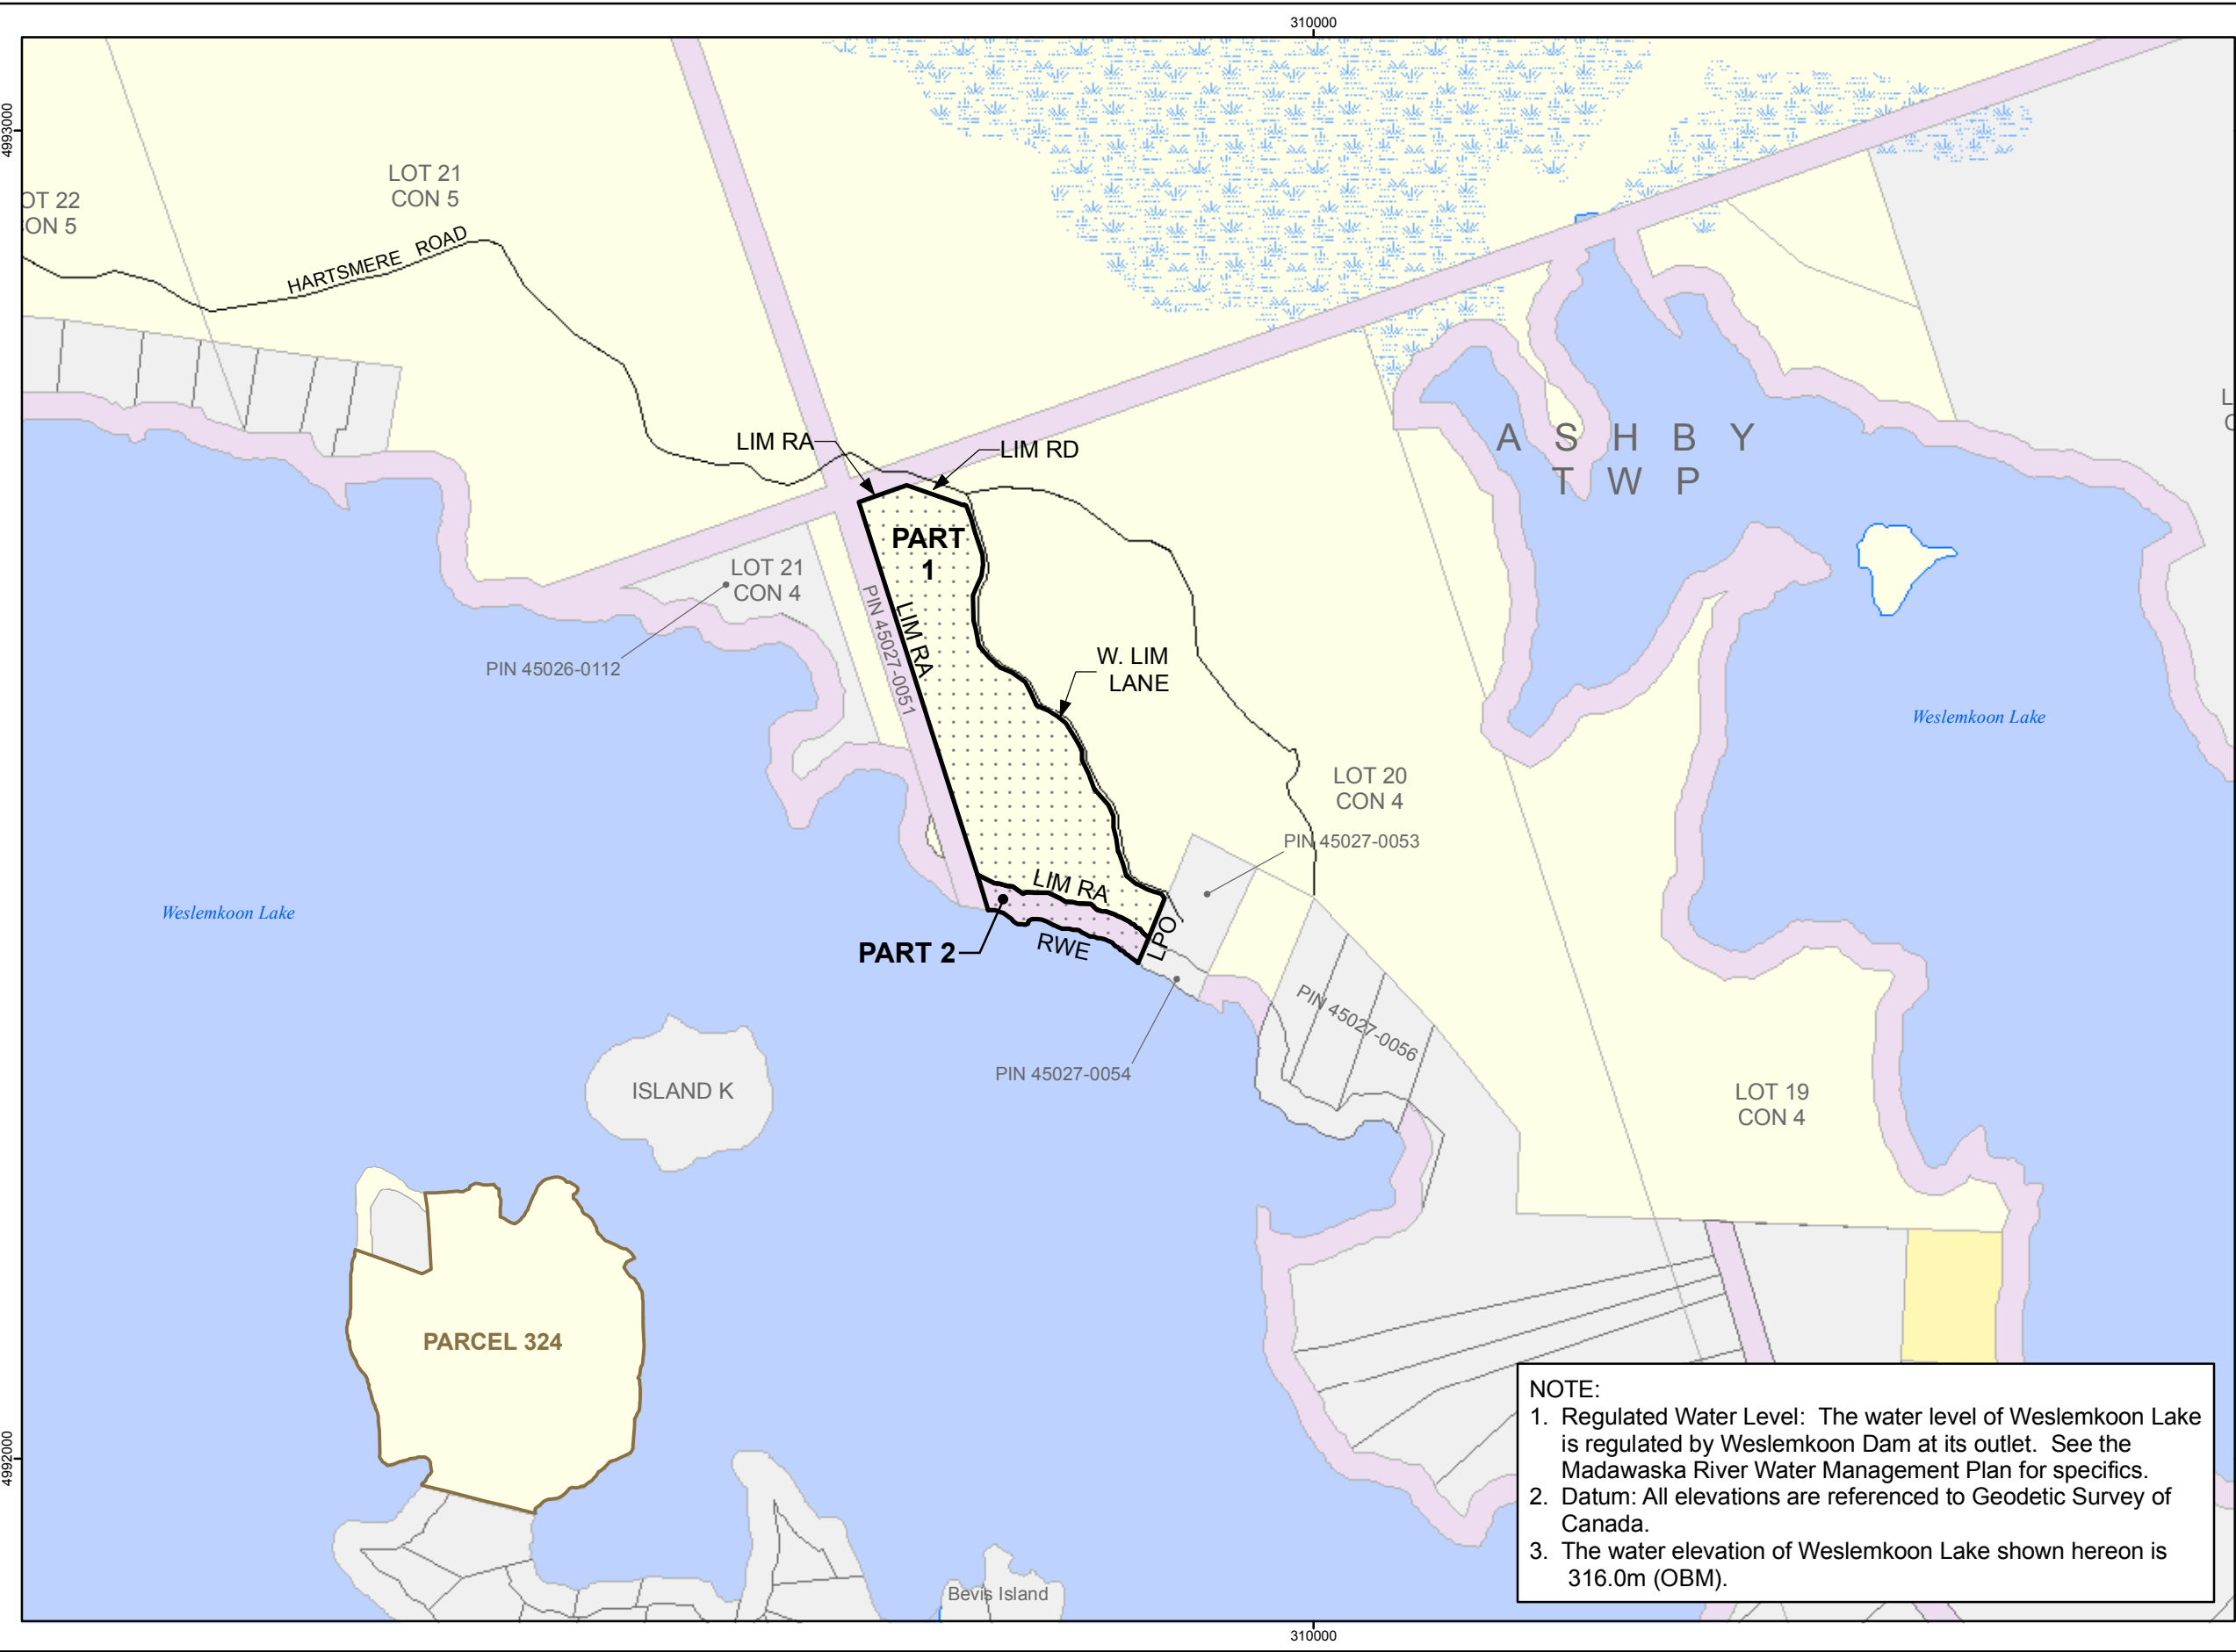 310000
4993000
LOT 21
CON 5
OT 22
ON 5
HARTSMERE ROAD
LIM RA
LIM RD
A S H B Y
T W P
L
C
PART
1
LOT 21
CON 4
PIN 45027-0051
LIM RA
PIN 45026-0112
W. LIM
LANE
Weslemkoon Lake
LOT 20
CON 4
PIN 45027-0053
LIM RA
Weslemkoon Lake
LPO
PART 2
RWE
PIN 45027-0056
PIN 45027-0054
ISLAND K
LOT 19
CON 4
PARCEL 324
4992000
NOTE:
1. Regulated Water Level: The water level of Weslemkoon Lake
is regulated by Weslemkoon Dam at its outlet. See the
Madawaska River Water Management Plan for specifics.
2. Datum: All elevations are referenced to Geodetic Survey of
Canada.
3. The water elevation of Weslemkoon Lake shown hereon is
316.0m (OBM).
Bevis Island
310000